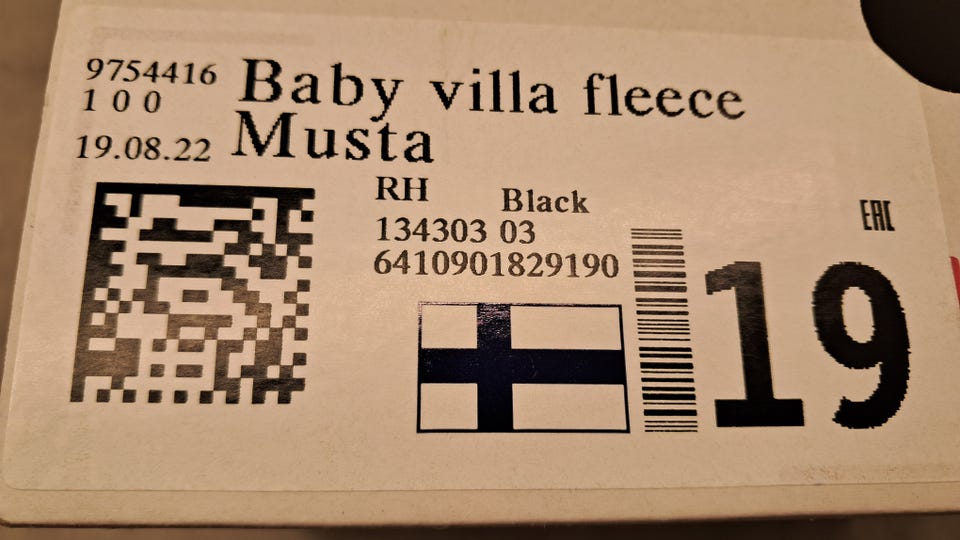 9754416
100
19.08.22
Baby villa fleece
Musta
RH Black
134303 03
6410901829190
EAC
19